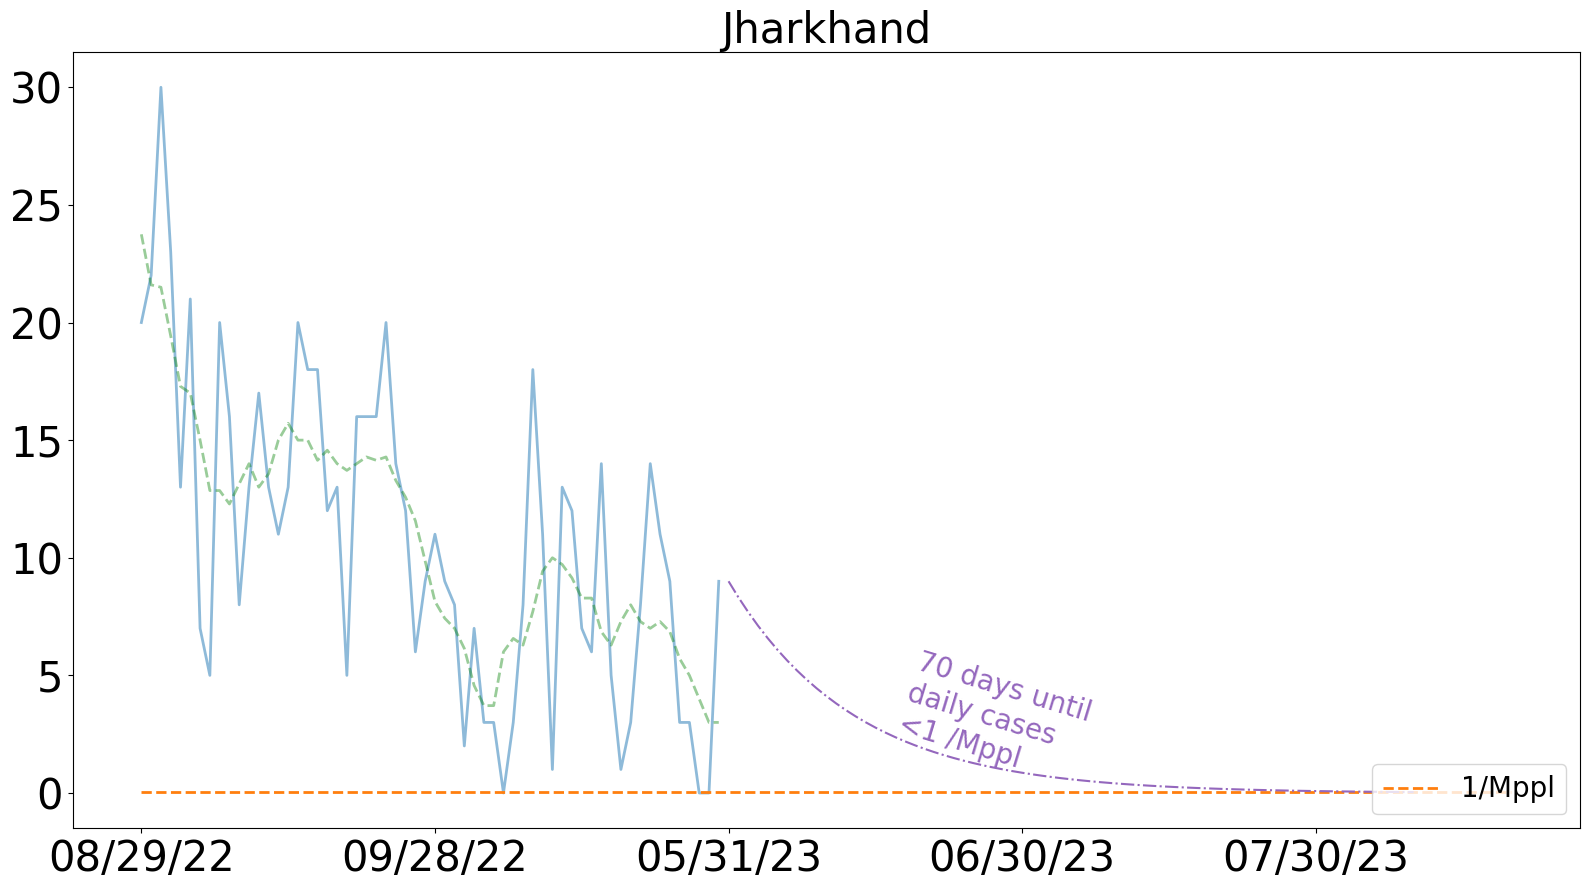 Jharkhand
30
25
20
15
10
5
0
70 days until
daily cases
<1 /Mppl
1/Mppl
08/29/22
09/28/22
05/31/23
06/30/23
07/30/23